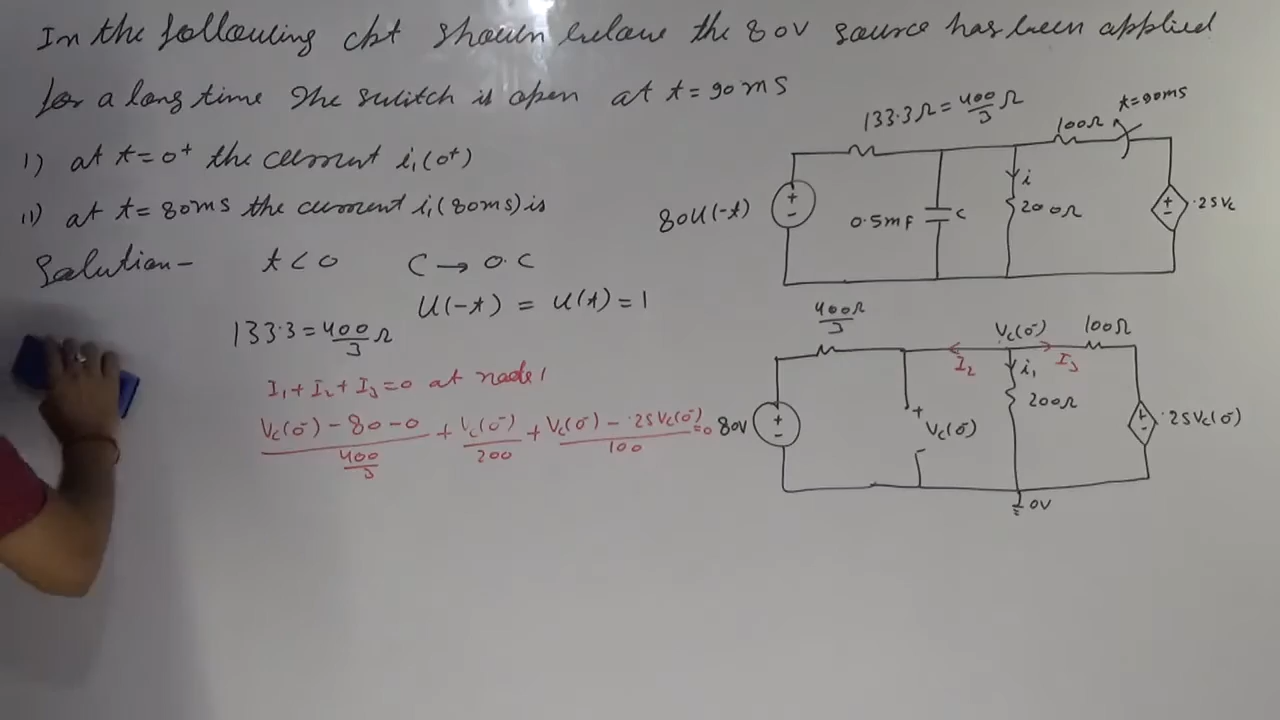 In the following ckt shown below the 80V source has been applied
for a long time The switch is open at t = 90ms
1) at t=0⁺ the current i₁(0⁺)
11) at t=80ms the current i₁(80ms) is
Solution- t<0 C → O.C
U(-t) = U(t) = 1
133.3 = 400/3 Ω
I₁+I₂+I₃=0 at node 1
(Vc(0⁻) - 80 - 0)/(400/3) + Vc(0⁻)/200 + (Vc(0⁻) - .25Vc(0⁻))/100 = 0
133.3Ω = 400/3 Ω
100Ω
t=90ms
80U(-t)
+
-
0.5mF
C
i
200Ω
+
-
.25Vc
400Ω/3
Vc(0⁻)
100Ω
I₂
i₁
I₃
200Ω
80V
+
-
+
Vc(0⁻)
-
+
-
.25Vc(0⁻)
0V